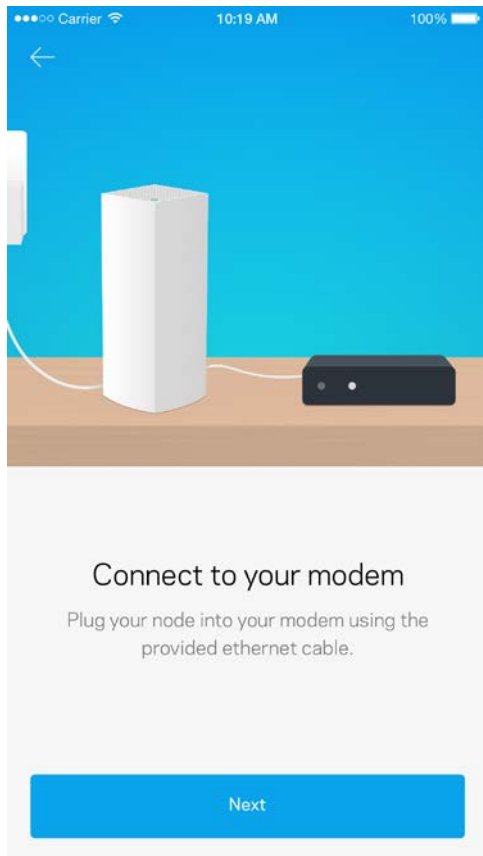 Carrier 10:19 AM 100%
Connect to your modem
Plug your node into your modem using the
provided ethernet cable.
Next